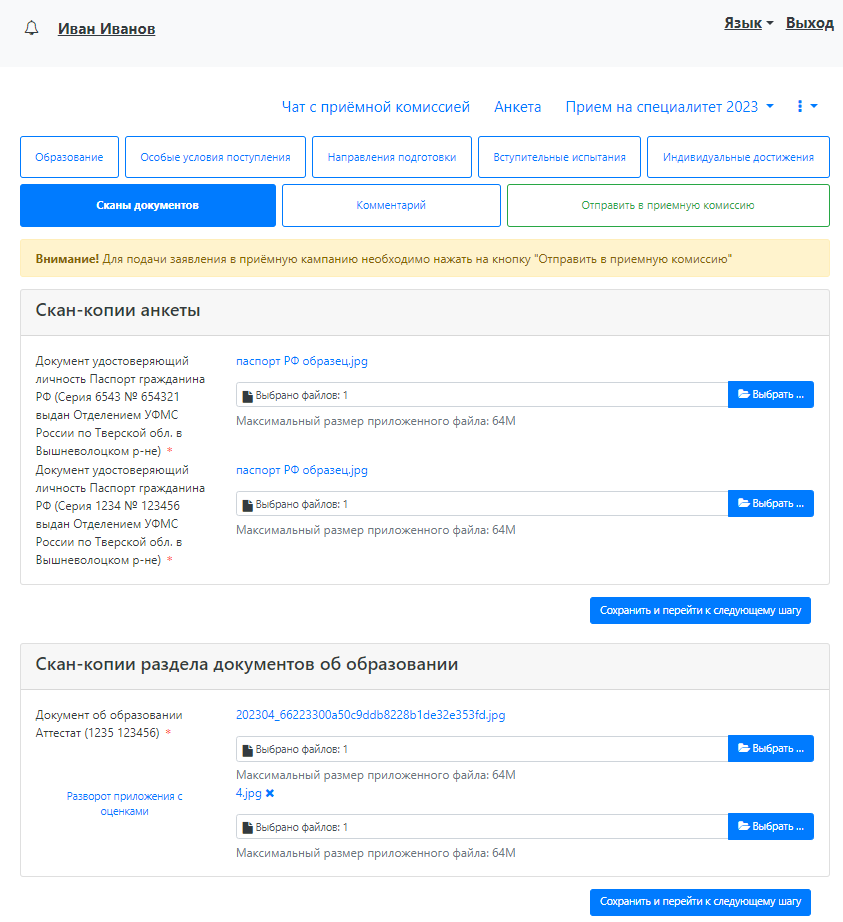 Иван Иванов
Язык
Выход
Чат с приёмной комиссией
Анкета
Прием на специалитет 2023
Образование
Особые условия поступления
Направления подготовки
Вступительные испытания
Индивидуальные достижения
Сканы документов
Комментарий
Отправить в приемную комиссию
Внимание! Для подачи заявления в приёмную кампанию необходимо нажать на кнопку "Отправить в приемную комиссию"
Скан-копии анкеты
Документ удостоверяющий
личность Паспорт гражданина
РФ (Серия 6543 № 654321
выдан Отделением УФМС
России по Тверской обл. в
Вышневолоцком р-не) *
паспорт РФ образец.jpg
Выбрано файлов: 1
Выбрать ...
Максимальный размер приложенного файла: 64M
Документ удостоверяющий
личность Паспорт гражданина
РФ (Серия 1234 № 123456
выдан Отделением УФМС
России по Тверской обл. в
Вышневолоцком р-не) *
паспорт РФ образец.jpg
Выбрано файлов: 1
Выбрать ...
Максимальный размер приложенного файла: 64M
Сохранить и перейти к следующему шагу
Скан-копии раздела документов об образовании
Документ об образовании
Аттестат (1235 123456) *
202304_66223300a50c9ddb8228b1de32e353fd.jpg
Выбрано файлов: 1
Выбрать ...
Максимальный размер приложенного файла: 64M
Разворот приложения с
оценками
4.jpg
Выбрано файлов: 1
Выбрать ...
Максимальный размер приложенного файла: 64M
Сохранить и перейти к следующему шагу